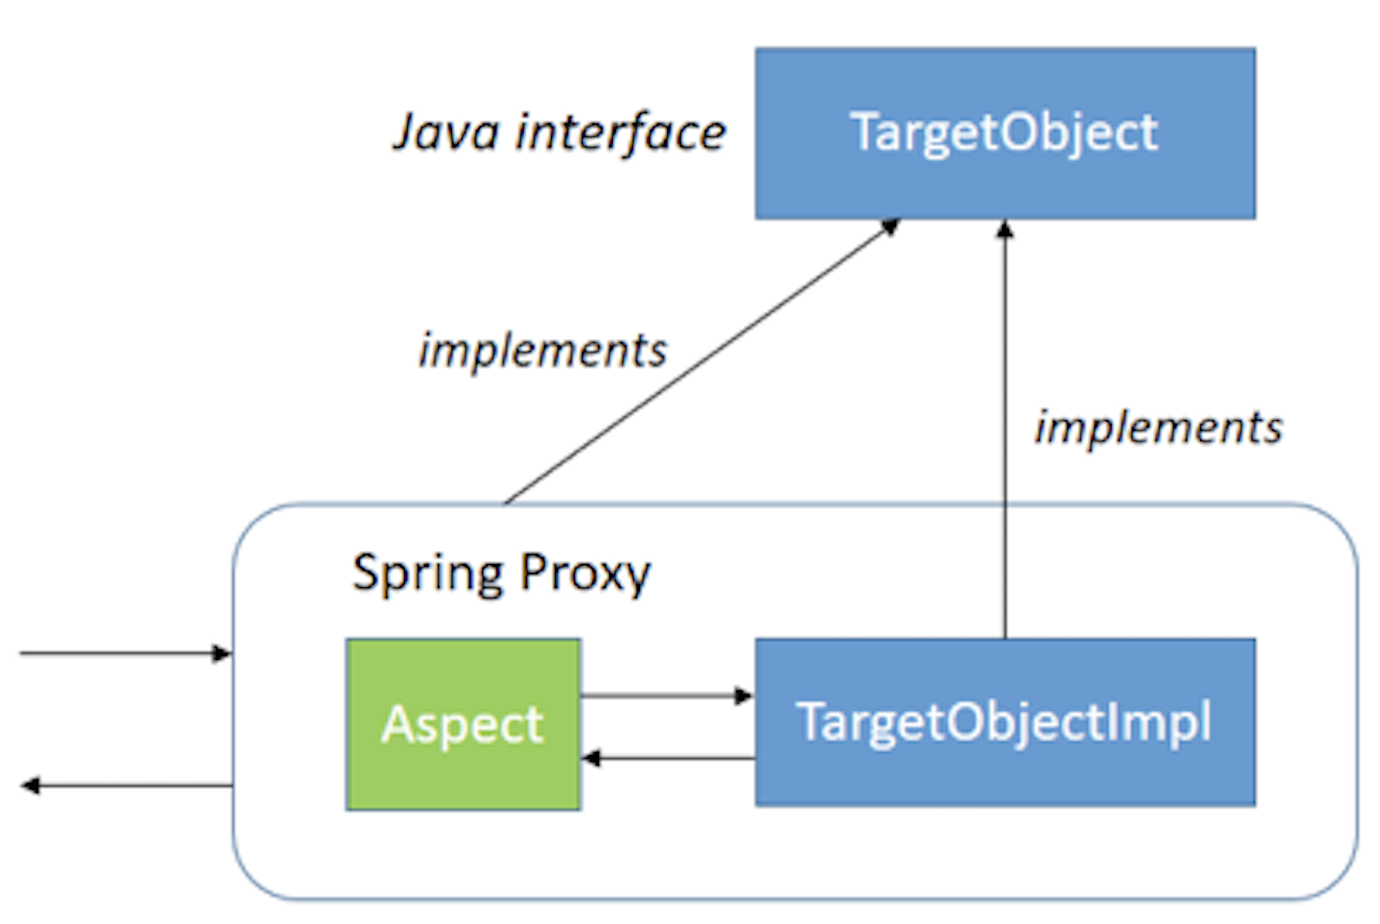 Java interface
TargetObject
implements
implements
Spring Proxy
Aspect
TargetObjectImpl